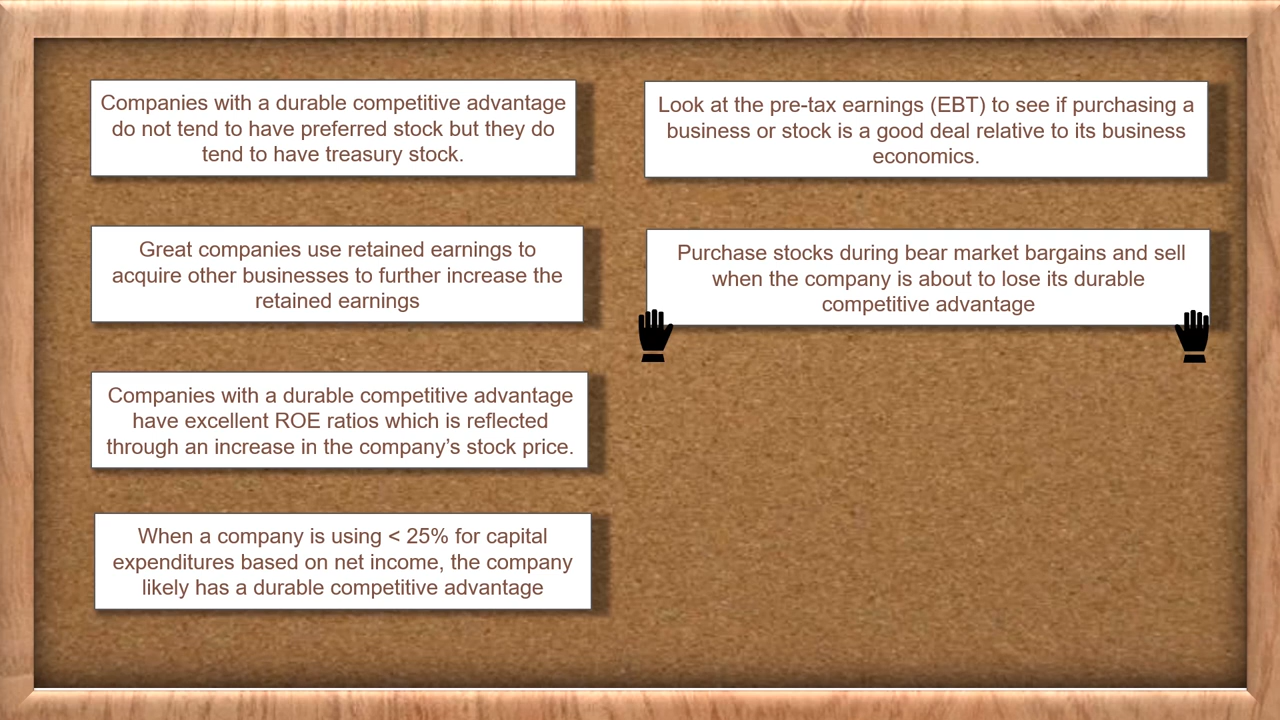 Companies with a durable competitive advantage
do not tend to have preferred stock but they do
tend to have treasury stock.
Great companies use retained earnings to
acquire other businesses to further increase the
retained earnings
Companies with a durable competitive advantage
have excellent ROE ratios which is reflected
through an increase in the company’s stock price.
When a company is using < 25% for capital
expenditures based on net income, the company
likely has a durable competitive advantage
Look at the pre-tax earnings (EBT) to see if purchasing a
business or stock is a good deal relative to its business
economics.
Purchase stocks during bear market bargains and sell
when the company is about to lose its durable
competitive advantage